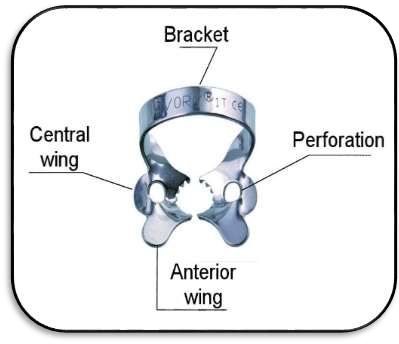 Bracket
Central
wing
Perforation
Anterior
wing